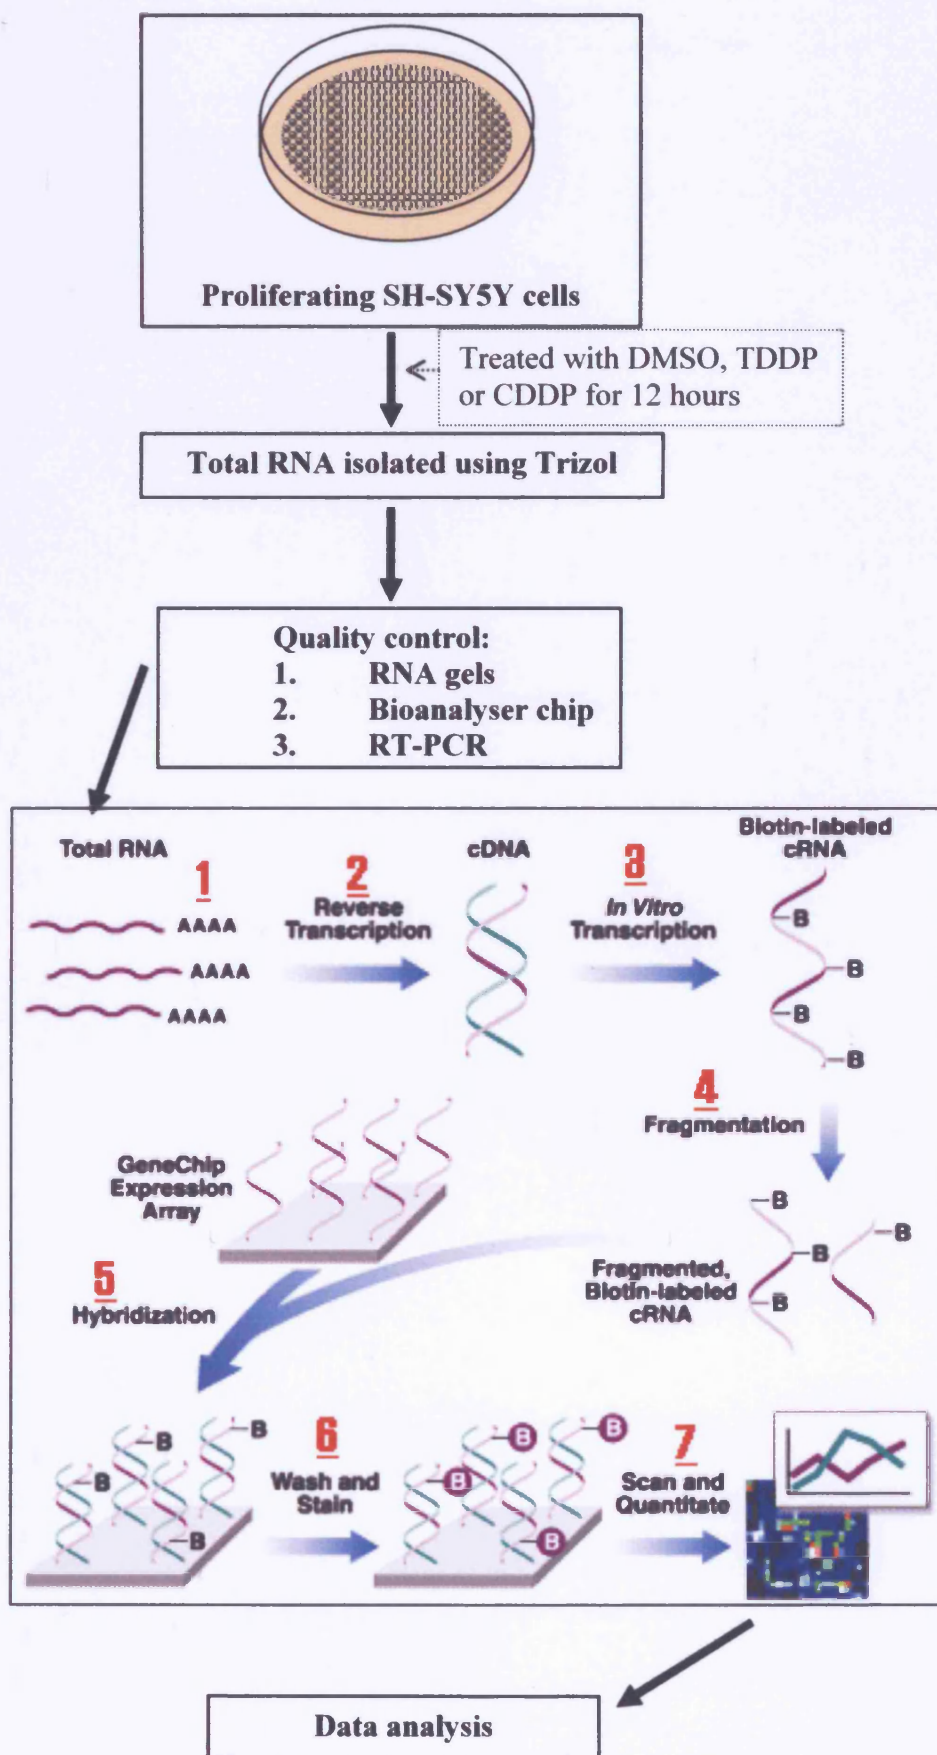 Proliferating SH-SY5Y cells
Treated with DMSO, TDDP
or CDDP for 12 hours
Total RNA isolated using Trizol
Quality control:
1. RNA gels
2. Bioanalyser chip
3. RT-PCR
Total RNA
1
AAAA
AAAA
AAAA
2
Reverse
Transcription
cDNA
3
In Vitro
Transcription
Biotin-labeled
cRNA
B
B
B
B
4
Fragmentation
GeneChip
Expression
Array
B
B
B
B
Fragmented,
Biotin-labeled
cRNA
5
Hybridization
B
B
B
B
6
Wash and
Stain
B
B
B
B
7
Scan and
Quantitate
Data analysis